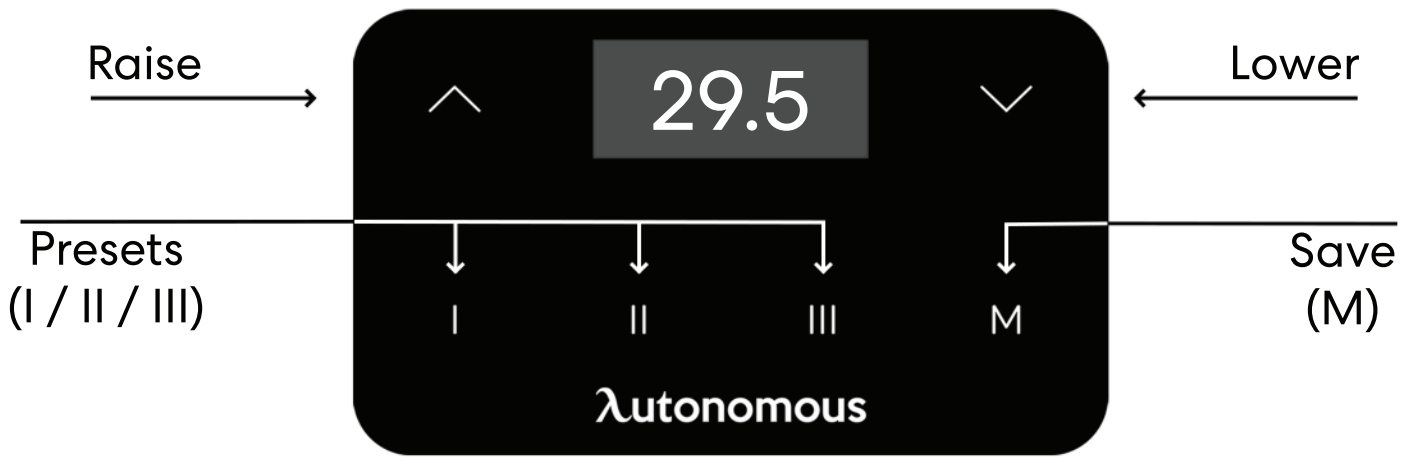 Raise
29.5
Lower
Presets
(I / II / III)
Save
(M)
I II III M
λutonomous